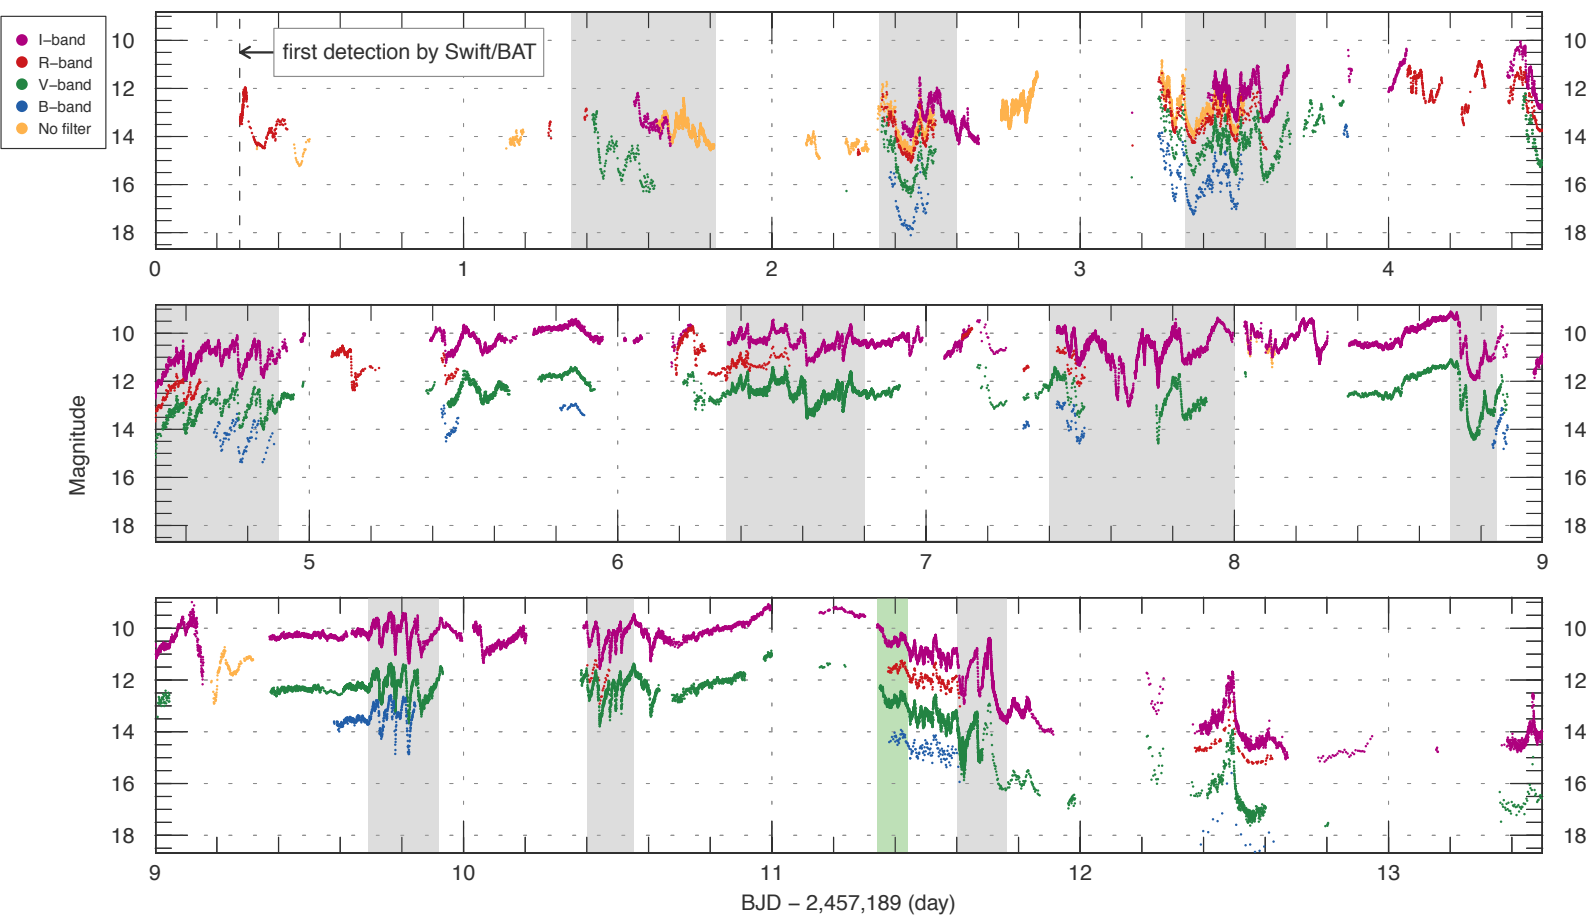 I−band
R−band
V−band
B−band
No filter
first detection by Swift/BAT
10 10
12 12
14 14
16 16
18 18
0 1 2 3 4
Magnitude
10 10
12 12
14 14
16 16
18 18
5 6 7 8 9
10 10
12 12
14 14
16 16
18 18
9 10 11 12 13
BJD − 2,457,189 (day)